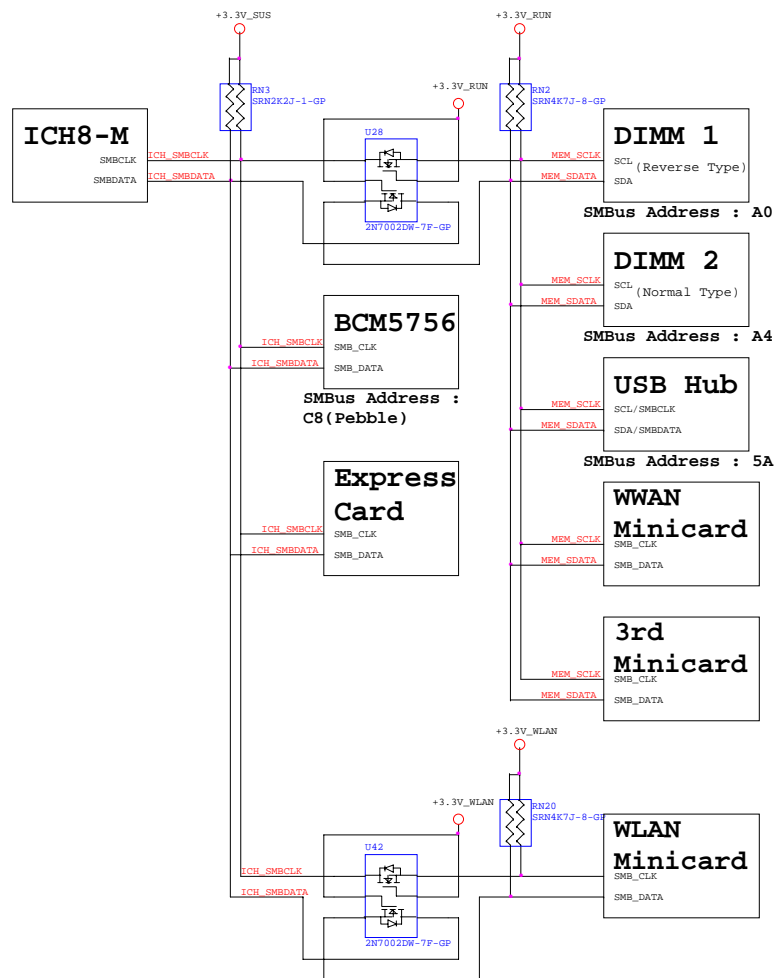 +3.3V_SUS
+3.3V_RUN
RN3
SRN2K2J-1-GP
+3.3V_RUN
RN2
SRN4K7J-8-GP
ICH8-M
SMBCLK
ICH_SMBCLK
SMBDATA
ICH_SMBDATA
U28
2N7002DW-7F-GP
MEM_SCLK
MEM_SDATA
DIMM 1
SCL
(Reverse Type)
SDA
SMBus Address : A0
MEM_SCLK
MEM_SDATA
DIMM 2
SCL
(Normal Type)
SDA
SMBus Address : A4
ICH_SMBCLK
ICH_SMBDATA
BCM5756
SMB_CLK
SMB_DATA
SMBus Address :
C8(Pebble)
MEM_SCLK
MEM_SDATA
USB Hub
SCL/SMBCLK
SDA/SMBDATA
SMBus Address : 5A
ICH_SMBCLK
ICH_SMBDATA
Express
Card
SMB_CLK
SMB_DATA
MEM_SCLK
MEM_SDATA
WWAN
Minicard
SMB_CLK
SMB_DATA
MEM_SCLK
MEM_SDATA
3rd
Minicard
SMB_CLK
SMB_DATA
+3.3V_WLAN
+3.3V_WLAN
RN20
SRN4K7J-8-GP
ICH_SMBCLK
ICH_SMBDATA
U42
2N7002DW-7F-GP
WLAN
Minicard
SMB_CLK
SMB_DATA